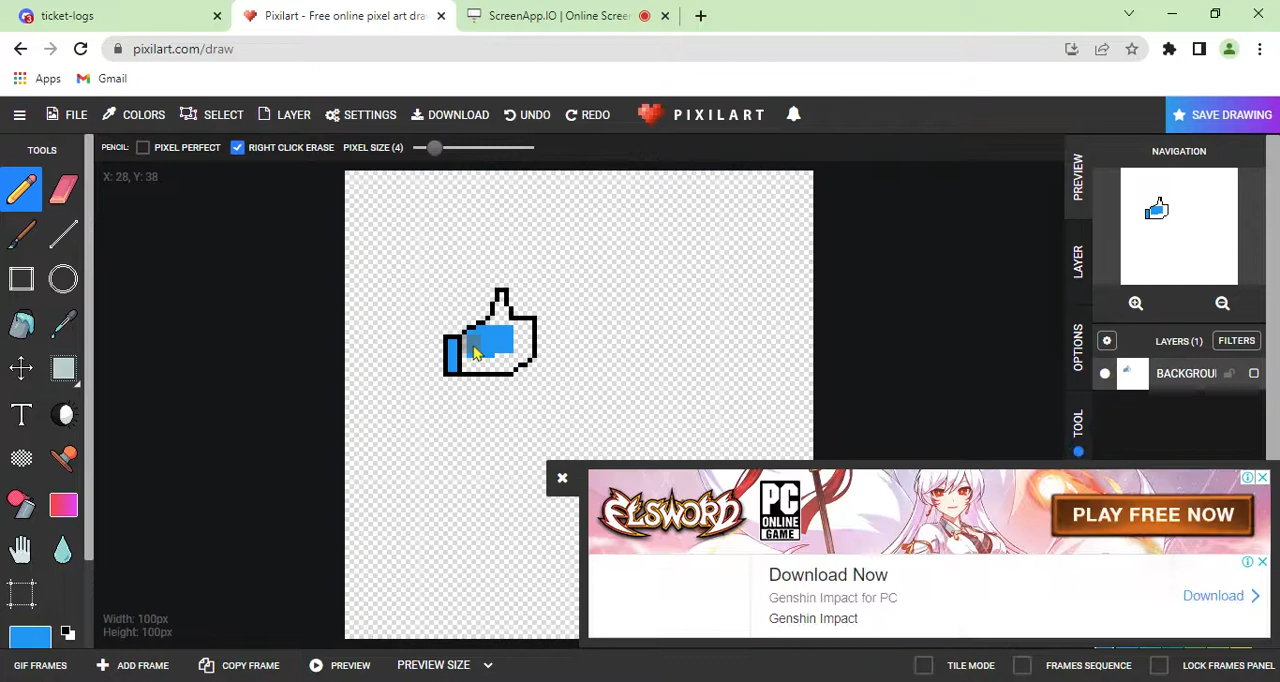 ticket-logs
Pixilart - Free online pixel art dra
ScreenApp.IO | Online Screen
pixilart.com/draw
Apps
Gmail
FILE
COLORS
SELECT
LAYER
SETTINGS
DOWNLOAD
UNDO
REDO
PIXILART
SAVE DRAWING
TOOLS
PENCIL:
PIXEL PERFECT
RIGHT CLICK ERASE
PIXEL SIZE (4)
X: 28, Y: 38
PREVIEW
LAYER
OPTIONS
TOOL
NAVIGATION
LAYERS (1)
FILTERS
BACKGROU
ELSWORD
PC
ONLINE
GAME
PLAY FREE NOW
Download Now
Genshin Impact for PC
Genshin Impact
Download
Width: 100px
Height: 100px
GIF FRAMES
ADD FRAME
COPY FRAME
PREVIEW
PREVIEW SIZE
TILE MODE
FRAMES SEQUENCE
LOCK FRAMES PANEL